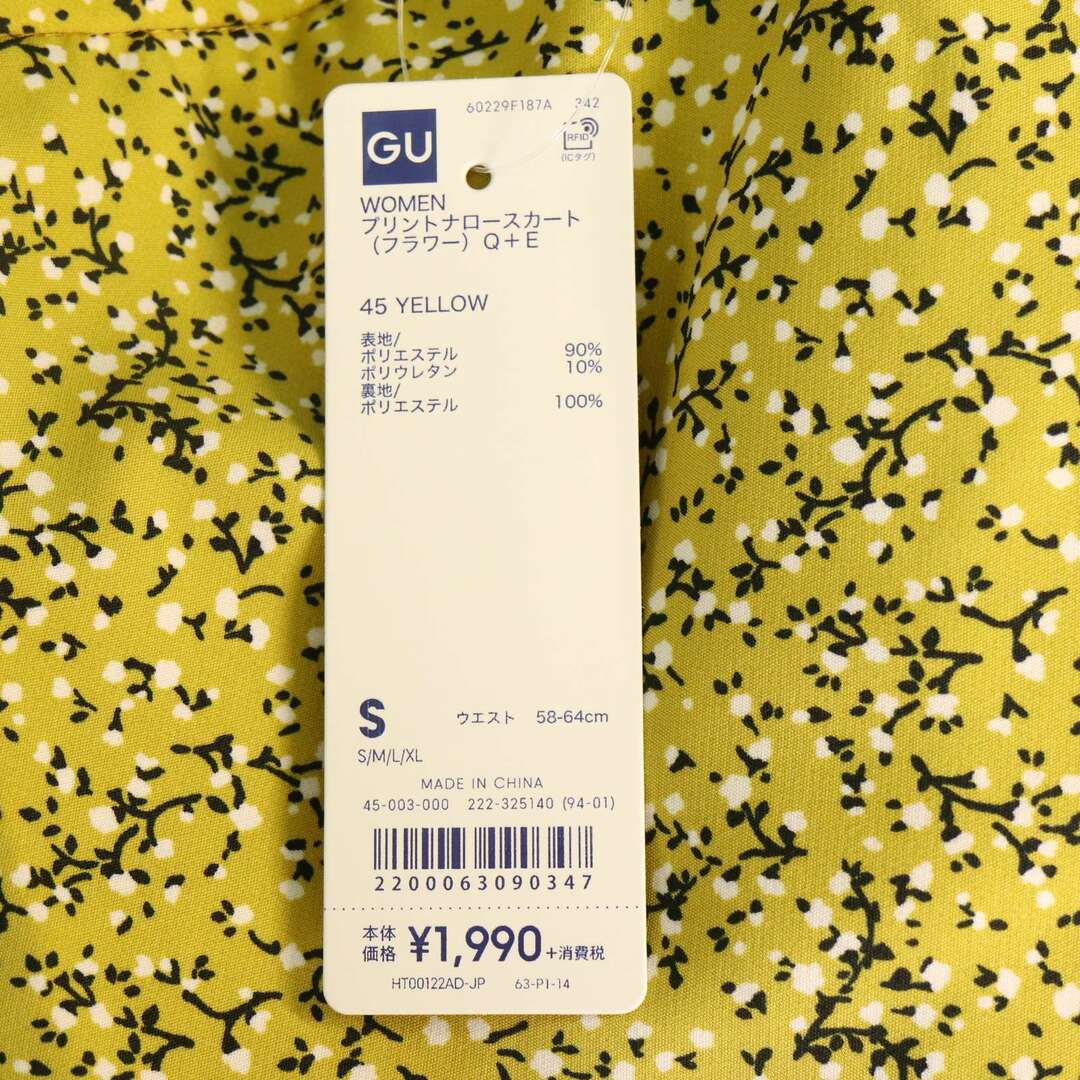 60229F187A 342
GU
RFID
(ICタグ)
WOMEN
プリントナロースカート
(フラワー) Q+E
45 YELLOW
表地/
ポリエステル 90%
ポリウレタン 10%
裏地/
ポリエステル 100%
S ウエスト 58-64cm
S/M/L/XL
MADE IN CHINA
45-003-000 222-325140 (94-01)
2200063090347
本体
価格 ¥1,990+消費税
HT00122AD-JP 63-P1-14